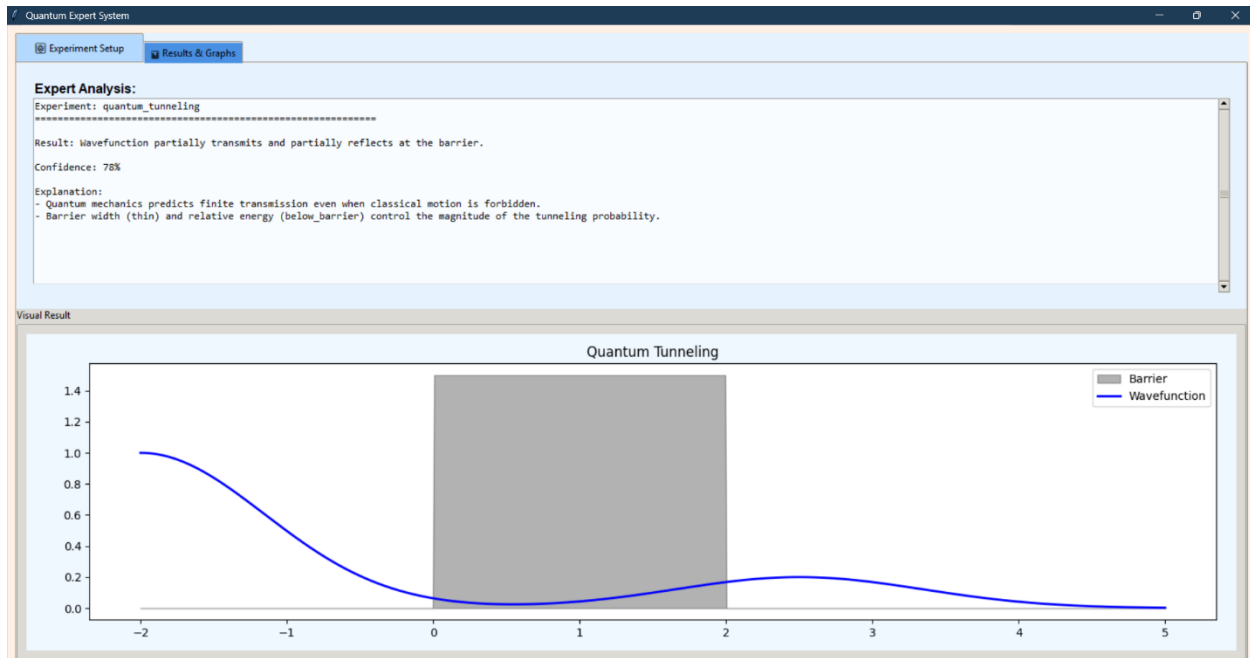 Quantum Expert System
Experiment Setup
Results & Graphs
Expert Analysis:
Experiment: quantum_tunneling
============================================================
Result: Wavefunction partially transmits and partially reflects at the barrier.
Confidence: 78%
Explanation:
- Quantum mechanics predicts finite transmission even when classical motion is forbidden.
- Barrier width (thin) and relative energy (below_barrier) control the magnitude of the tunneling probability.
Visual Result
Quantum Tunneling
Barrier
Wavefunction
1.4
1.2
1.0
0.8
0.6
0.4
0.2
0.0
−2 −1 0 1 2 3 4 5